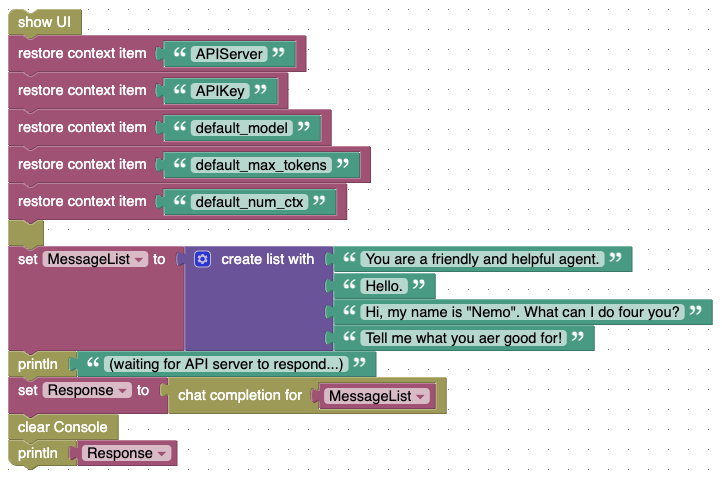 show UI
restore context item “ APIServer ”
restore context item “ APIKey ”
restore context item “ default_model ”
restore context item “ default_max_tokens ”
restore context item “ default_num_ctx ”
set MessageList to create list with “ You are a friendly and helpful agent. ”
“ Hello. ”
“ Hi, my name is "Nemo". What can I do four you? ”
“ Tell me what you aer good for! ”
println “ (waiting for API server to respond...) ”
set Response to chat completion for MessageList
clear Console
println Response